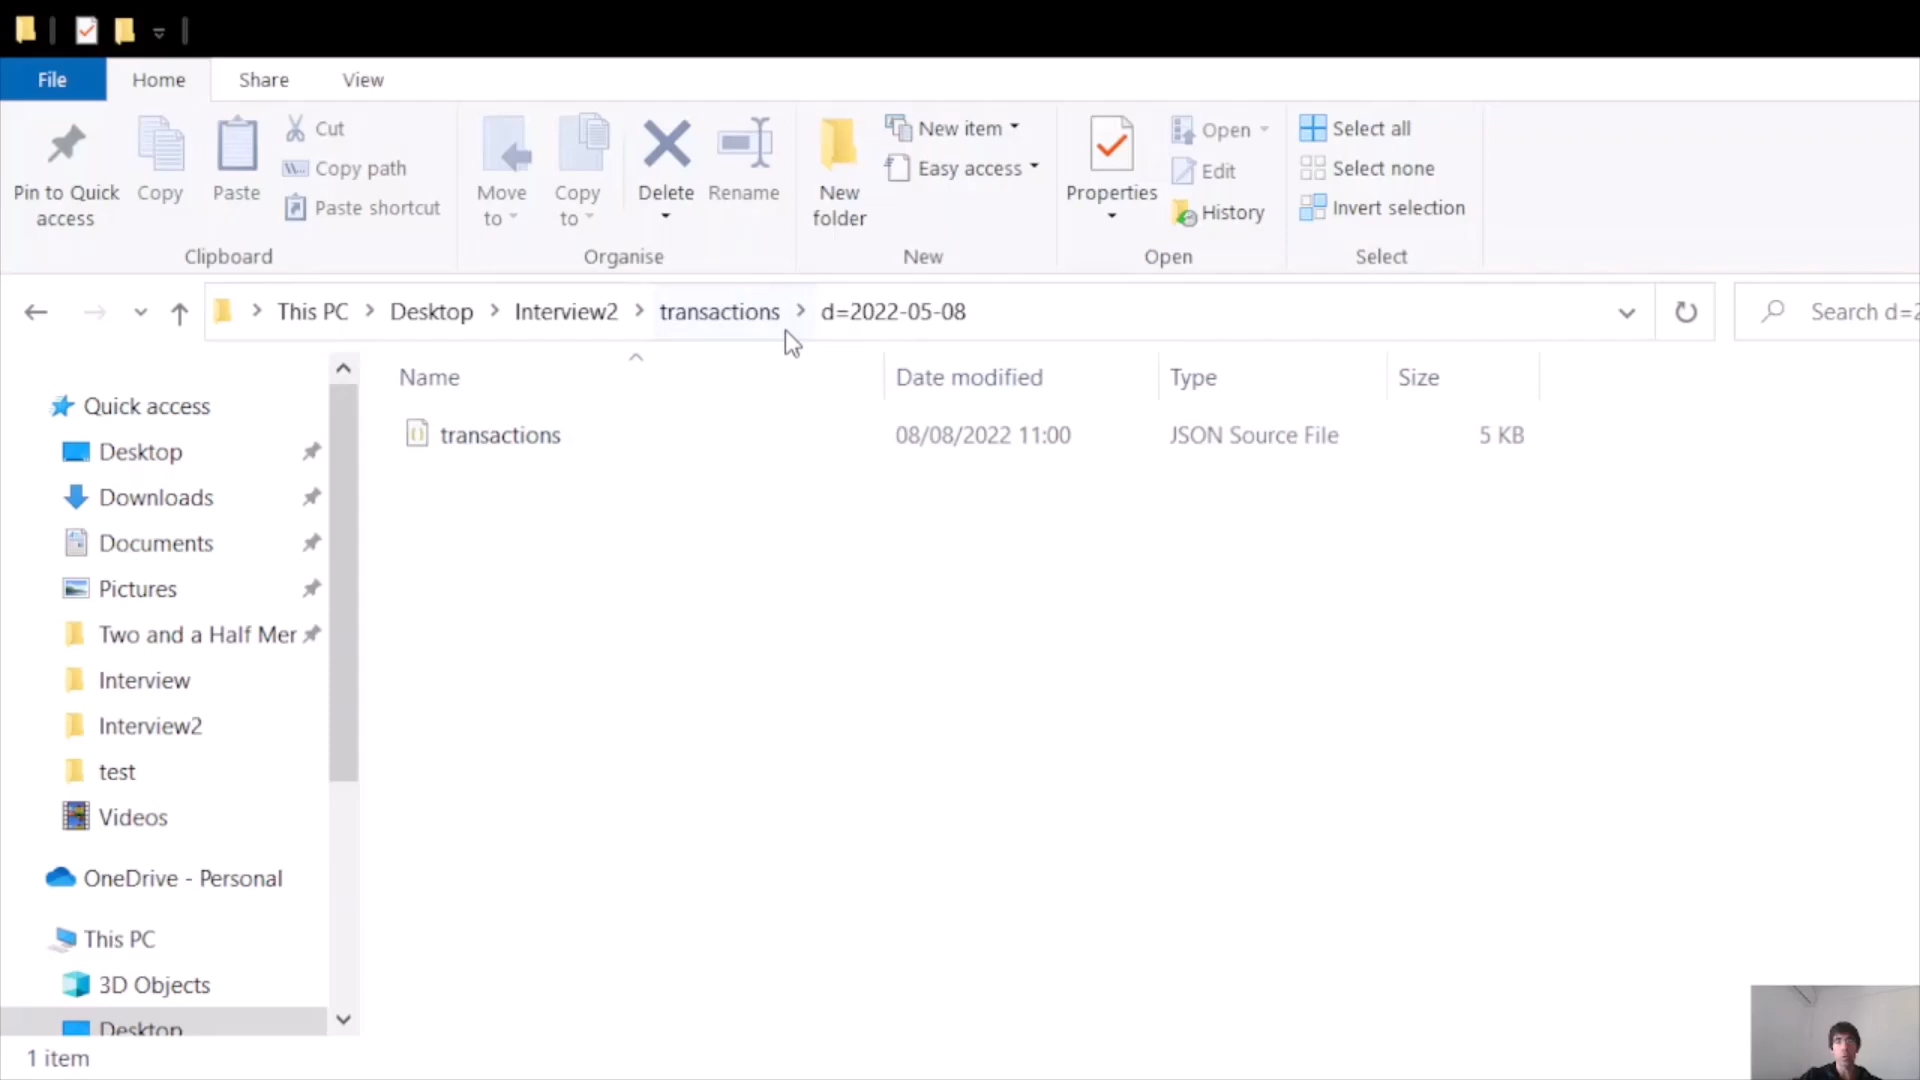 File Home Share View
Pin to Quick access
Copy
Paste
Cut
Copy path
Paste shortcut
Clipboard
Move to
Copy to
Delete
Rename
Organise
New folder
New item
Easy access
New
Properties
Open
Edit
History
Open
Select all
Select none
Invert selection
Select
This PC > Desktop > Interview2 > transactions > d=2022-05-08
Search d=2
Name Date modified Type Size
transactions 08/08/2022 11:00 JSON Source File 5 KB
Quick access
Desktop
Downloads
Documents
Pictures
Two and a Half Mer
Interview
Interview2
test
Videos
OneDrive - Personal
This PC
3D Objects
Desktop
1 item